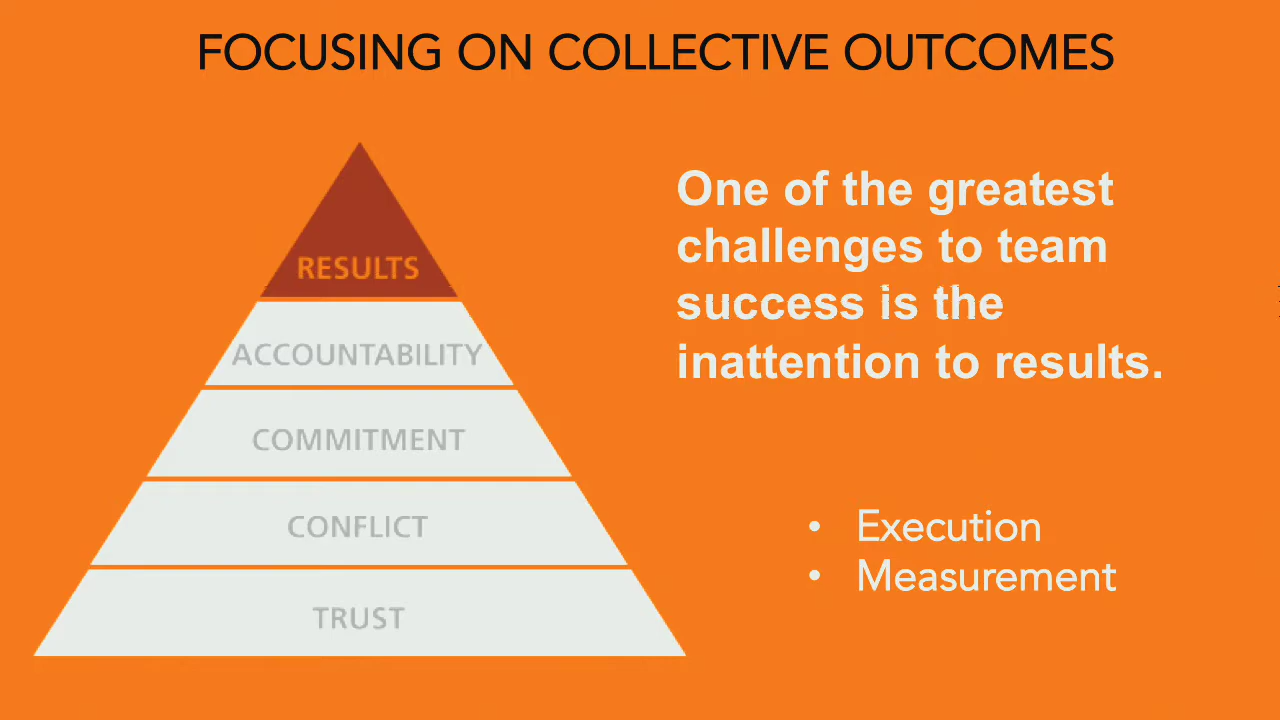 FOCUSING ON COLLECTIVE OUTCOMES
RESULTS
ACCOUNTABILITY
COMMITMENT
CONFLICT
TRUST
One of the greatest
challenges to team
success is the
inattention to results.
• Execution
• Measurement